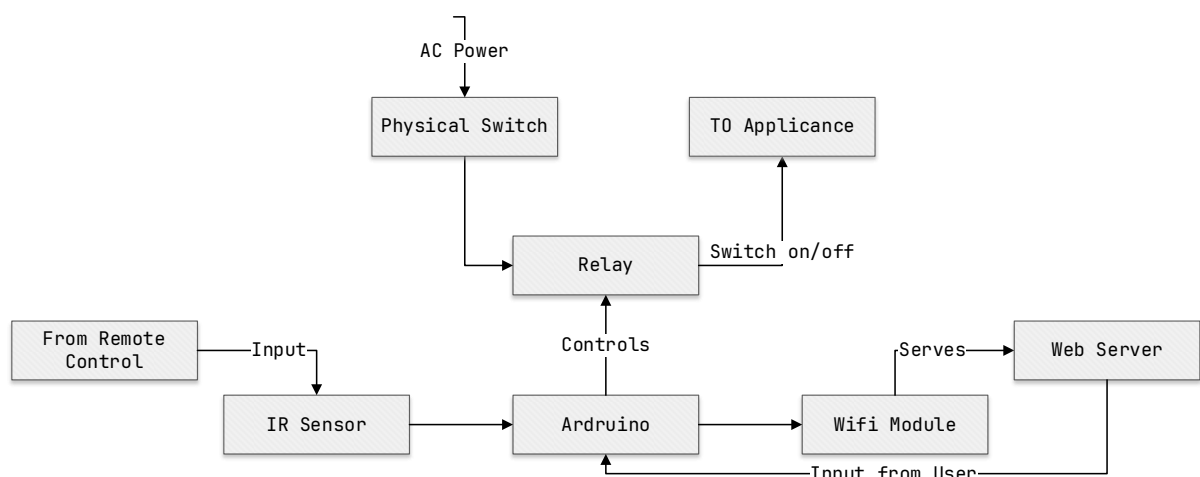 AC Power
Physical Switch
TO Applicance
Relay
Switch on/off
From Remote
Control
Input
Controls
Serves
Web Server
IR Sensor
Ardruino
Wifi Module
Input from User